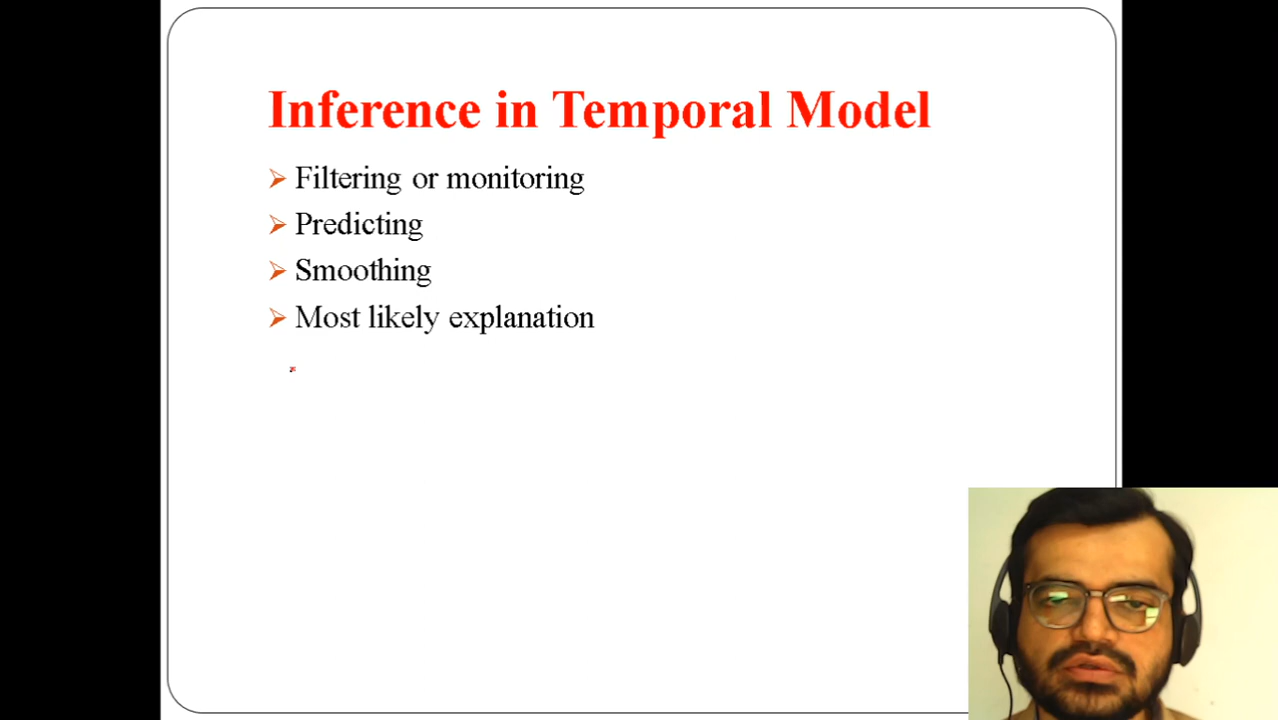 Inference in Temporal Model
Filtering or monitoring
Predicting
Smoothing
Most likely explanation